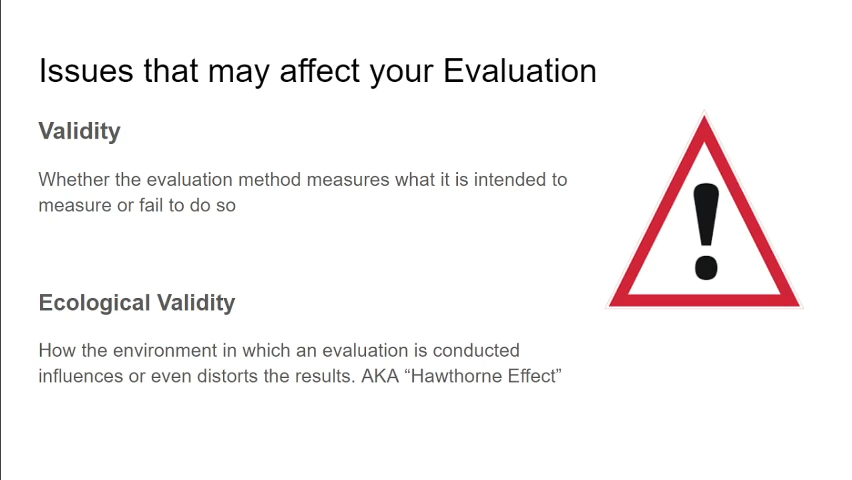 Issues that may affect your Evaluation
Validity
Whether the evaluation method measures what it is intended to
measure or fail to do so
Ecological Validity
How the environment in which an evaluation is conducted
influences or even distorts the results. AKA “Hawthorne Effect”